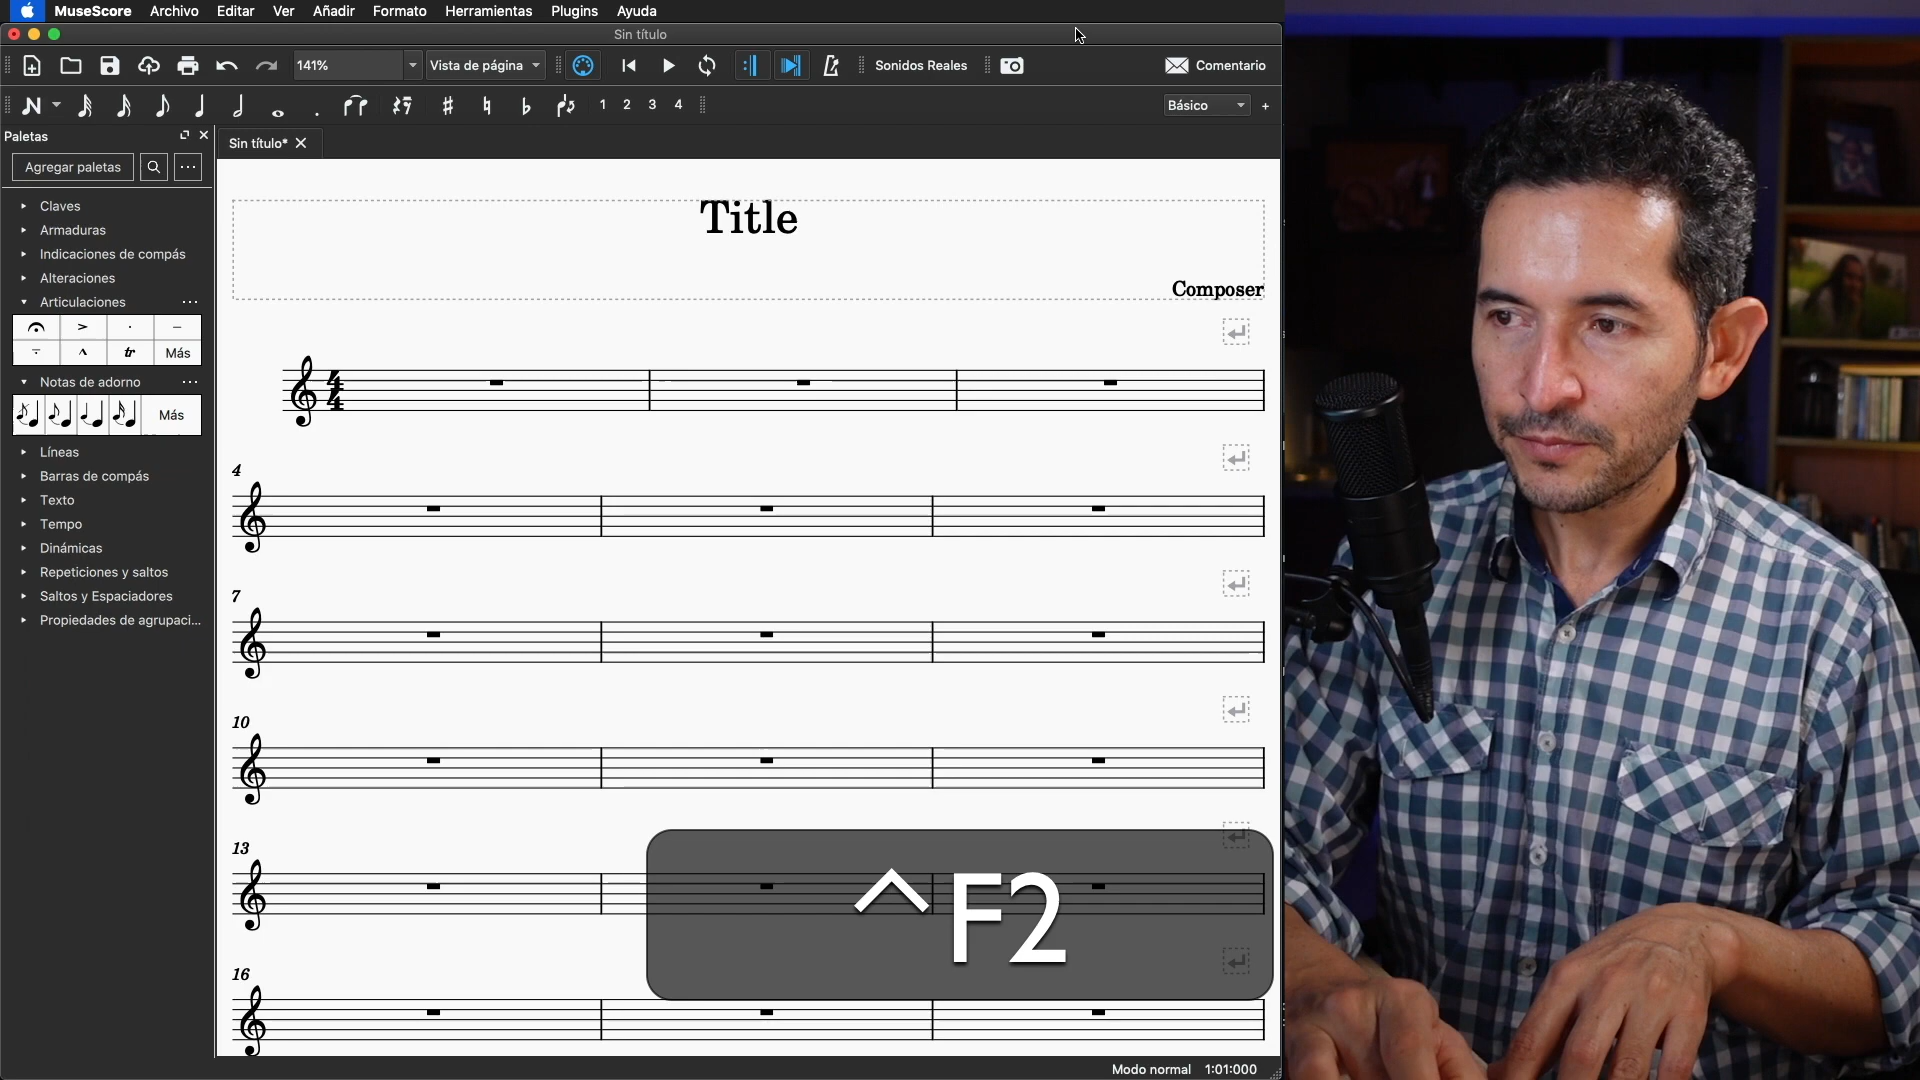 MuseScore Archivo Editar Ver Añadir Formato Herramientas Plugins Ayuda
Sin título
141% Vista de página Sonidos Reales Comentario
1 2 3 4 Básico +
Paletas
Sin título*
Agregar paletas
Claves
Armaduras
Indicaciones de compás
Alteraciones
Articulaciones
tr Más
Notas de adorno
Más
Líneas
Barras de compás
Texto
Tempo
Dinámicas
Repeticiones y saltos
Saltos y Espaciadores
Propiedades de agrupaci...
Title
Composer
4
4
4
7
10
13
16
^F2
Modo normal 1:01:000